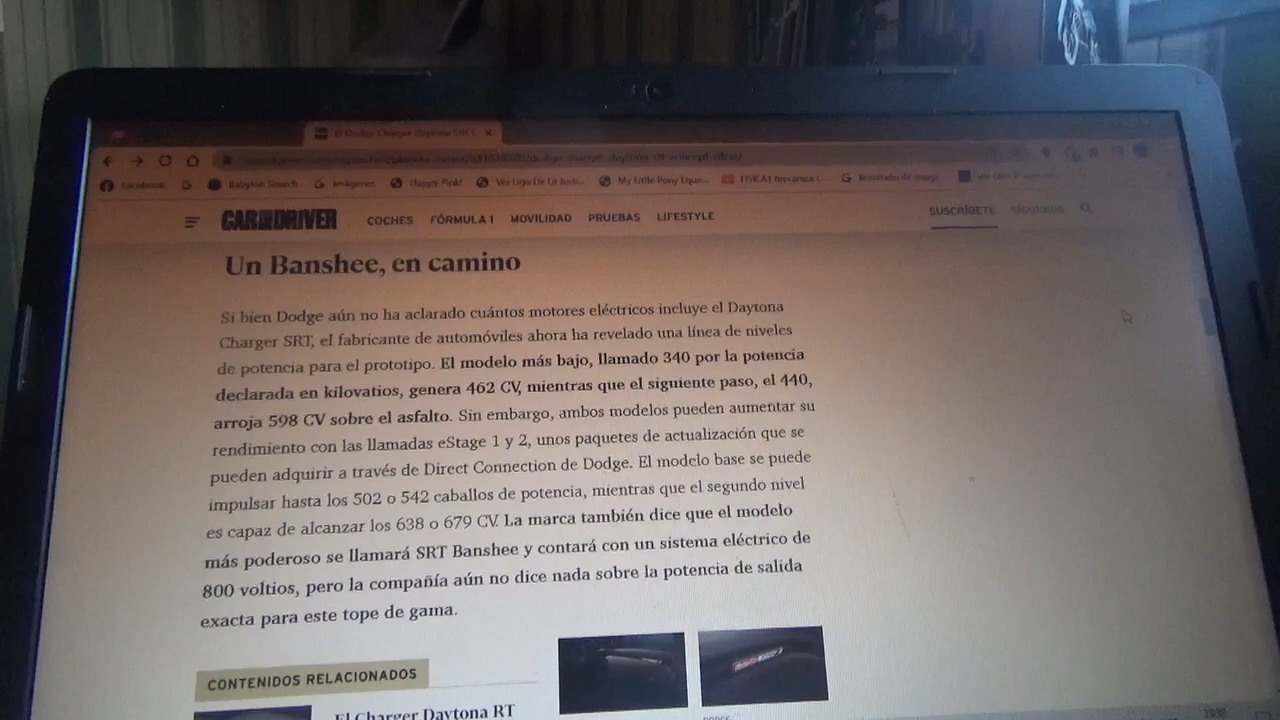 El Dodge Charger Daytona SRT C
Facebook
Babylon Search
Imágenes
Happy Pink!
Ver Liga De La Justi...
My Little Pony Eque...
FISICAS mecanica (...
Resultado de imag
CAR AND DRIVER
COCHES
FÓRMULA 1
MOVILIDAD
PRUEBAS
LIFESTYLE
SUSCRÍBETE
SÍGUENOS
Un Banshee, en camino
Si bien Dodge aún no ha aclarado cuántos motores eléctricos incluye el Daytona
Charger SRT, el fabricante de automóviles ahora ha revelado una línea de niveles
de potencia para el prototipo. El modelo más bajo, llamado 340 por la potencia
declarada en kilovatios, genera 462 CV, mientras que el siguiente paso, el 440,
arroja 598 CV sobre el asfalto. Sin embargo, ambos modelos pueden aumentar su
rendimiento con las llamadas eStage 1 y 2, unos paquetes de actualización que se
pueden adquirir a través de Direct Connection de Dodge. El modelo base se puede
impulsar hasta los 502 o 542 caballos de potencia, mientras que el segundo nivel
es capaz de alcanzar los 638 o 679 CV. La marca también dice que el modelo
más poderoso se llamará SRT Banshee y contará con un sistema eléctrico de
800 voltios, pero la compañía aún no dice nada sobre la potencia de salida
exacta para este tope de gama.
CONTENIDOS RELACIONADOS
El Charger Daytona RT
DODGE